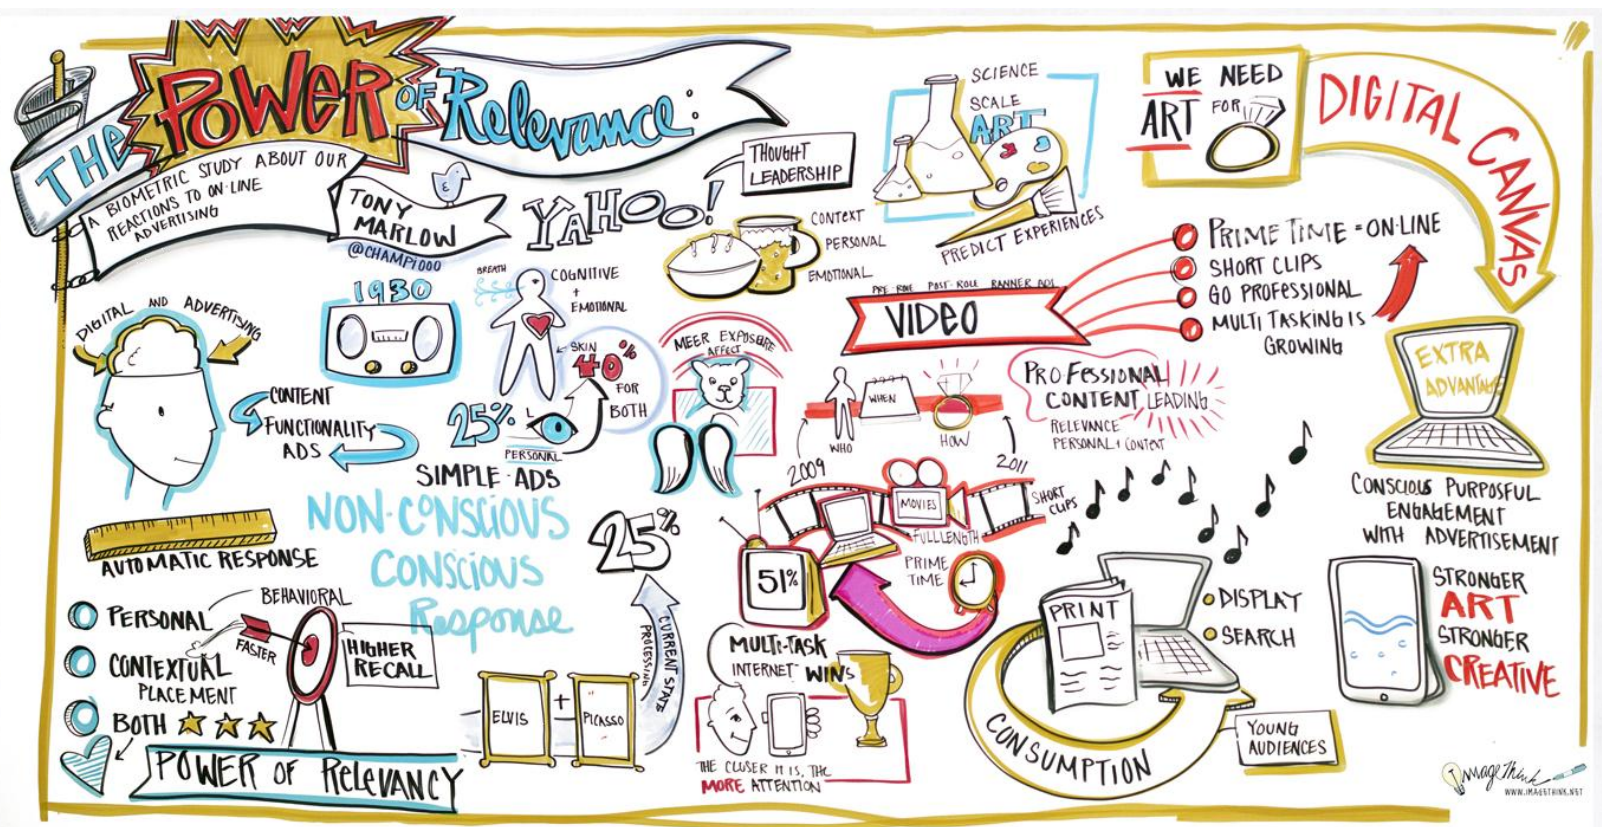 THE POWER OF Relevance:
A BIOMETRIC STUDY ABOUT OUR
REACTIONS TO ON-LINE
ADVERTISING
TONY
MARLOW
@CHAMP1000
YAHOO!
THOUGHT
LEADERSHIP
SCIENCE
SCALE
ART
PREDICT EXPERIENCES
CONTEXT
PERSONAL
EMOTIONAL
WE NEED
ART FOR
DIGITAL CANVAS
DIGITAL AND ADVERTISING
1930
BREATH
COGNITIVE
+
EMOTIONAL
SKIN
40%
FOR
BOTH
25%
PERSONAL
SIMPLE-ADS
CONTENT
FUNCTIONALITY
ADS
MEER EXPOSURE
AFFECT
PRE-ROLE POST-ROLE BANNER ADS
VIDEO
PRIME TIME = ON-LINE
SHORT CLIPS
GO PROFESSIONAL
MULTI TASKING IS
GROWING
WHO
WHEN
HOW
PROFESSIONAL
CONTENT LEADING
RELEVANCE
PERSONAL + CONTEXT
EXTRA
ADVANTAGE
CONSCIOUS PURPOSFUL
ENGAGEMENT
WITH ADVERTISEMENT
AUTOMATIC RESPONSE
NON-CONSCIOUS
CONSCIOUS
Response
25%
CURRENT STATE
PROCESSING
ELVIS + PICASSO
2009
2011
MOVIES
SHORT
CLIPS
FULL LENGTH
51%
PRIME
TIME
MULTI-TASK
INTERNET WINS
THE CLOSER IT IS, THE
MORE ATTENTION
PERSONAL
CONTEXTUAL
PLACEMENT
BOTH
BEHAVIORAL
FASTER
HIGHER
RECALL
POWER OF RELEVANCY
PRINT
DISPLAY
SEARCH
CONSUMPTION
YOUNG
AUDIENCES
STRONGER
ART
STRONGER
CREATIVE
ImageThink
WWW.IMAGETHINK.NET